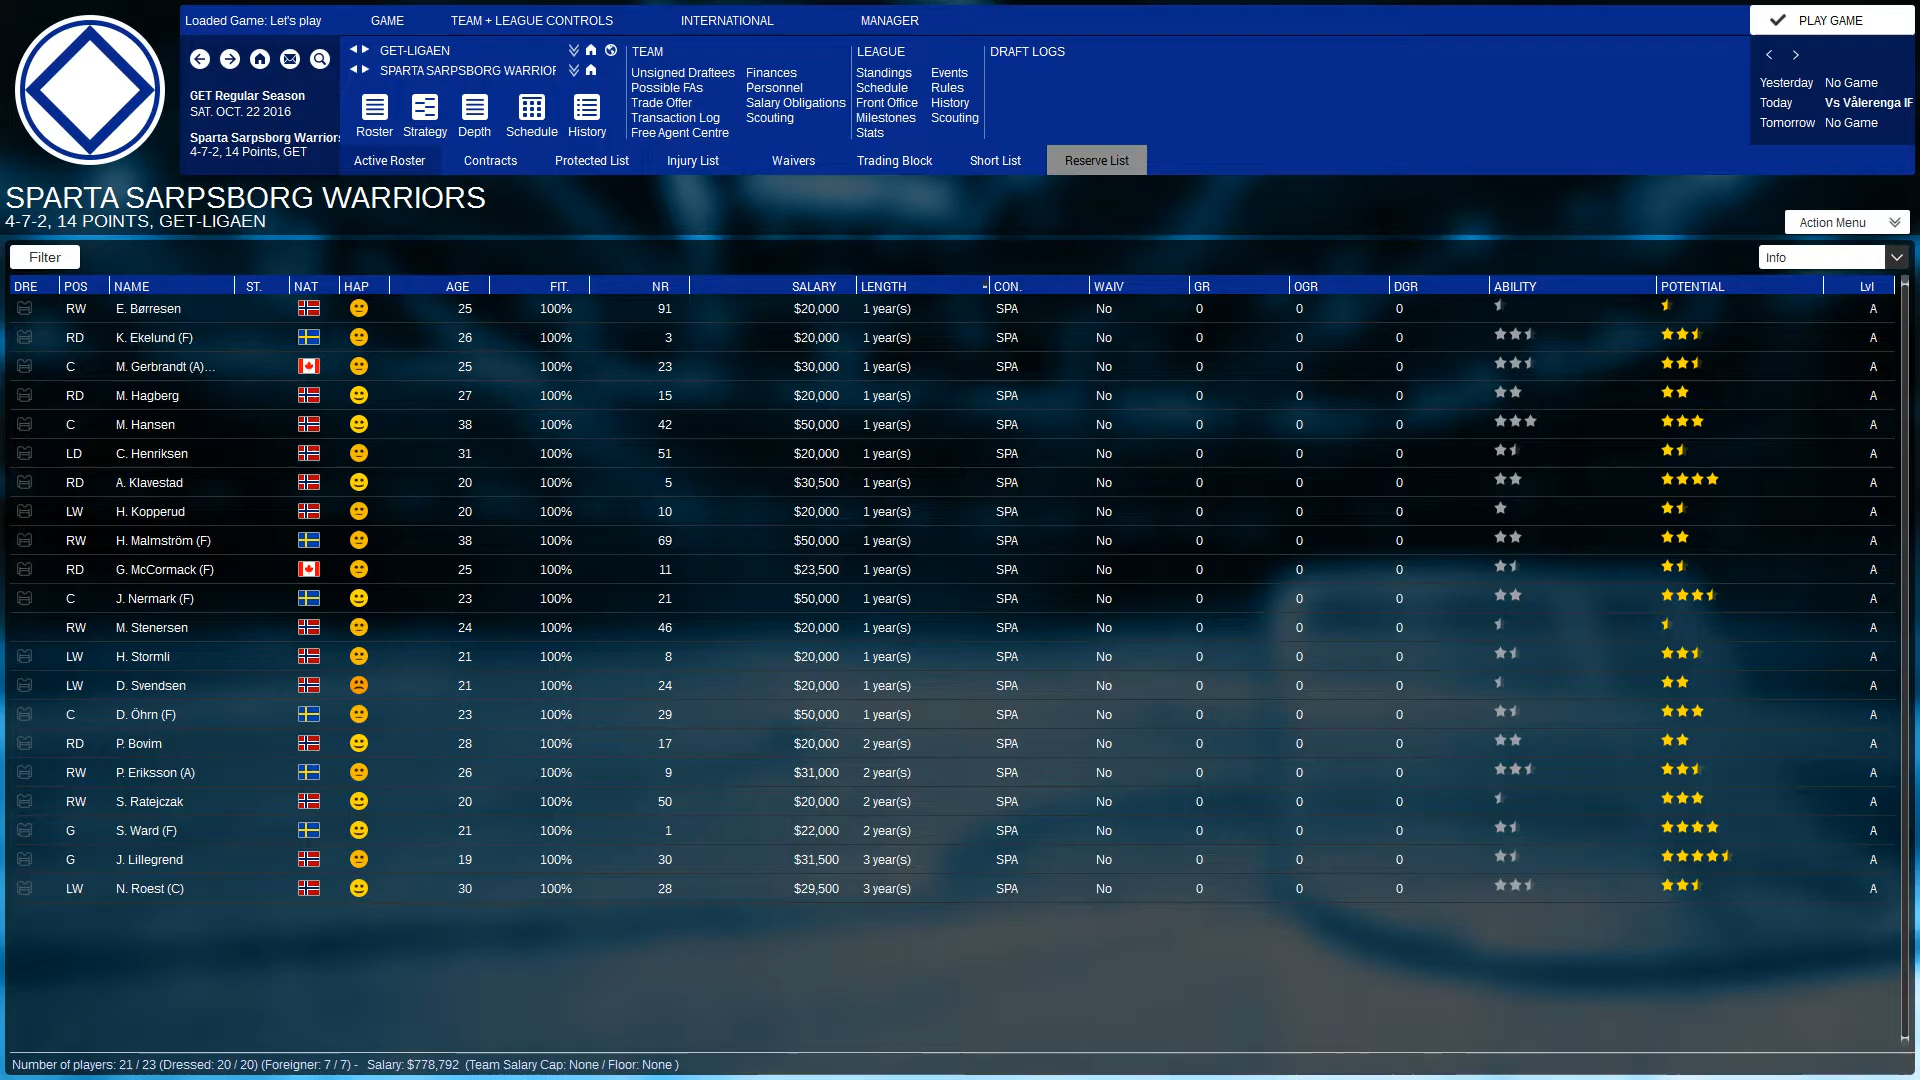 Loaded Game: Let's play GAME TEAM + LEAGUE CONTROLS INTERNATIONAL MANAGER PLAY GAME
GET-LIGAEN
SPARTA SARPSBORG WARRIOR
GET Regular Season
SAT. OCT. 22 2016
Sparta Sarpsborg Warriors
4-7-2, 14 Points, GET
Roster Strategy Depth Schedule History
TEAM
Unsigned Draftees Finances
Possible FAs Personnel
Trade Offer Salary Obligations
Transaction Log Scouting
Free Agent Centre
LEAGUE
Standings Events
Schedule Rules
Front Office History
Milestones Scouting
Stats
DRAFT LOGS
Yesterday No Game
Today Vs Vålerenga IF
Tomorrow No Game
Active Roster Contracts Protected List Injury List Waivers Trading Block Short List Reserve List
SPARTA SARPSBORG WARRIORS
4-7-2, 14 POINTS, GET-LIGAEN
Action Menu
Filter Info
DRE POS NAME ST. NAT HAP AGE FIT. NR SALARY LENGTH CON. WAIV GR OGR DGR ABILITY POTENTIAL Lvl
RW E. Børresen 25 100% 91 $20,000 1 year(s) SPA No 0 0 0 A
RD K. Ekelund (F) 26 100% 3 $20,000 1 year(s) SPA No 0 0 0 A
C M. Gerbrandt (A)... 25 100% 23 $30,000 1 year(s) SPA No 0 0 0 A
RD M. Hagberg 27 100% 15 $20,000 1 year(s) SPA No 0 0 0 A
C M. Hansen 38 100% 42 $50,000 1 year(s) SPA No 0 0 0 A
LD C. Henriksen 31 100% 51 $20,000 1 year(s) SPA No 0 0 0 A
RD A. Klavestad 20 100% 5 $30,500 1 year(s) SPA No 0 0 0 A
LW H. Kopperud 20 100% 10 $20,000 1 year(s) SPA No 0 0 0 A
RW H. Malmström (F) 38 100% 69 $50,000 1 year(s) SPA No 0 0 0 A
RD G. McCormack (F) 25 100% 11 $23,500 1 year(s) SPA No 0 0 0 A
C J. Nermark (F) 23 100% 21 $50,000 1 year(s) SPA No 0 0 0 A
RW M. Stenersen 24 100% 46 $20,000 1 year(s) SPA No 0 0 0 A
LW H. Stormli 21 100% 8 $20,000 1 year(s) SPA No 0 0 0 A
LW D. Svendsen 21 100% 24 $20,000 1 year(s) SPA No 0 0 0 A
C D. Öhrn (F) 23 100% 29 $50,000 1 year(s) SPA No 0 0 0 A
RD P. Bovim 28 100% 17 $20,000 2 year(s) SPA No 0 0 0 A
RW P. Eriksson (A) 26 100% 9 $31,000 2 year(s) SPA No 0 0 0 A
RW S. Ratejczak 20 100% 50 $20,000 2 year(s) SPA No 0 0 0 A
G S. Ward (F) 21 100% 1 $22,000 2 year(s) SPA No 0 0 0 A
G J. Lillegrend 19 100% 30 $31,500 3 year(s) SPA No 0 0 0 A
LW N. Roest (C) 30 100% 28 $29,500 3 year(s) SPA No 0 0 0 A
Number of players: 21 / 23 (Dressed: 20 / 20) (Foreigner: 7 / 7) - Salary: $778,792 (Team Salary Cap: None / Floor: None )